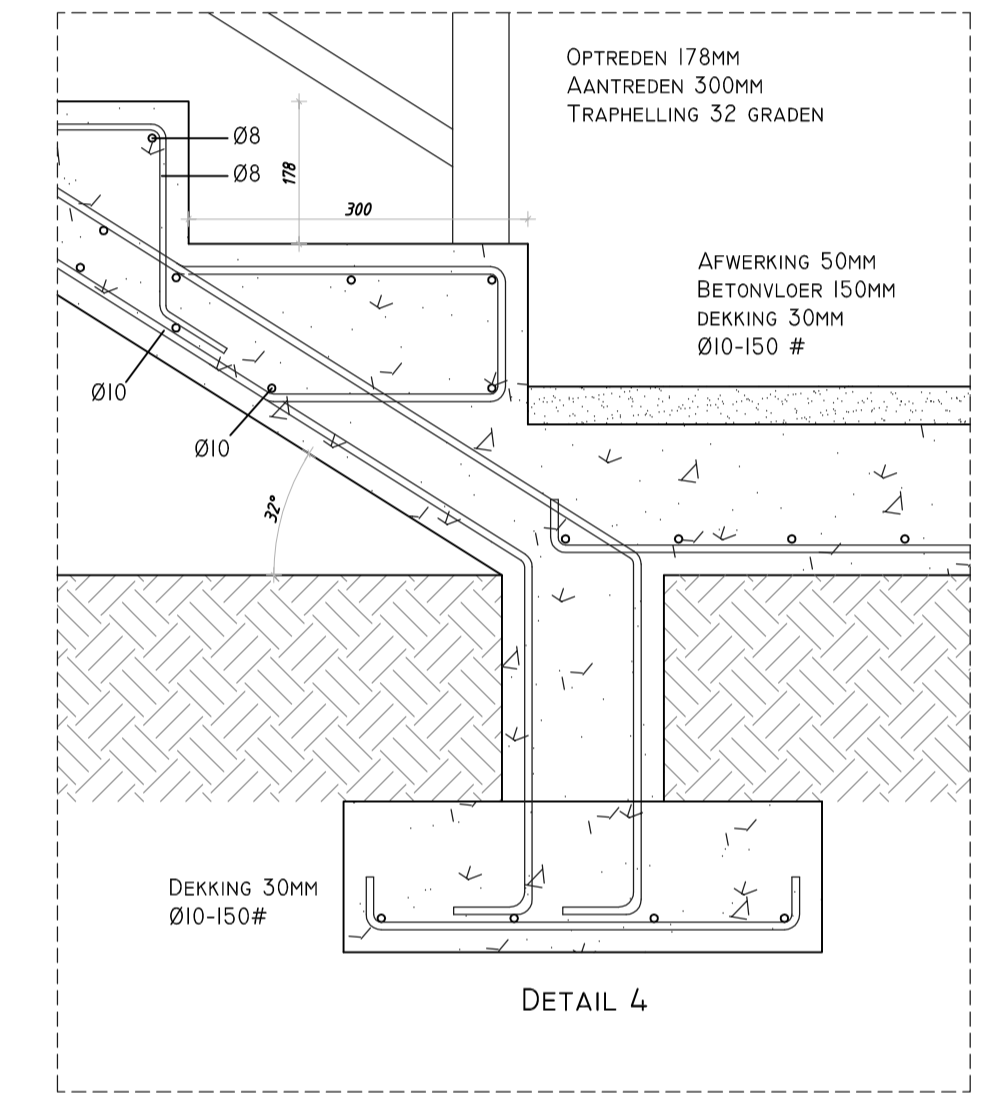 OPTREDEN 178MM
AANTREDEN 300MM
TRAPHELLING 32 GRADEN
Ø8
Ø8
178
300
AFWERKING 50MM
BETONVLOER 150MM
DEKKING 30MM
Ø10-150 #
Ø10
Ø10
32°
DEKKING 30MM
Ø10-150#
DETAIL 4